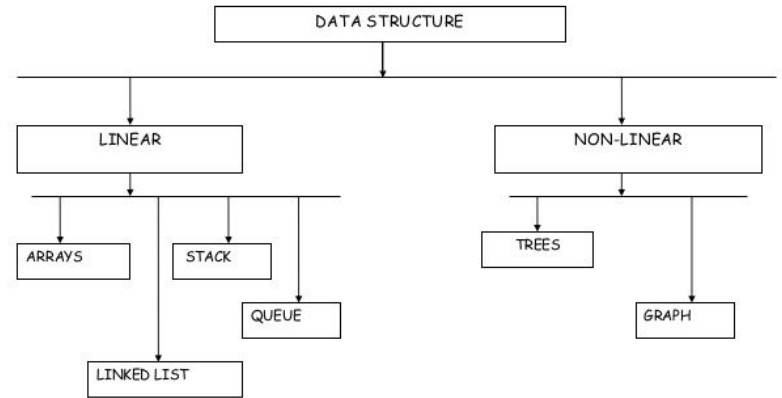 DATA STRUCTURE
LINEAR
NON-LINEAR
ARRAYS
STACK
TREES
QUEUE
GRAPH
LINKED LIST